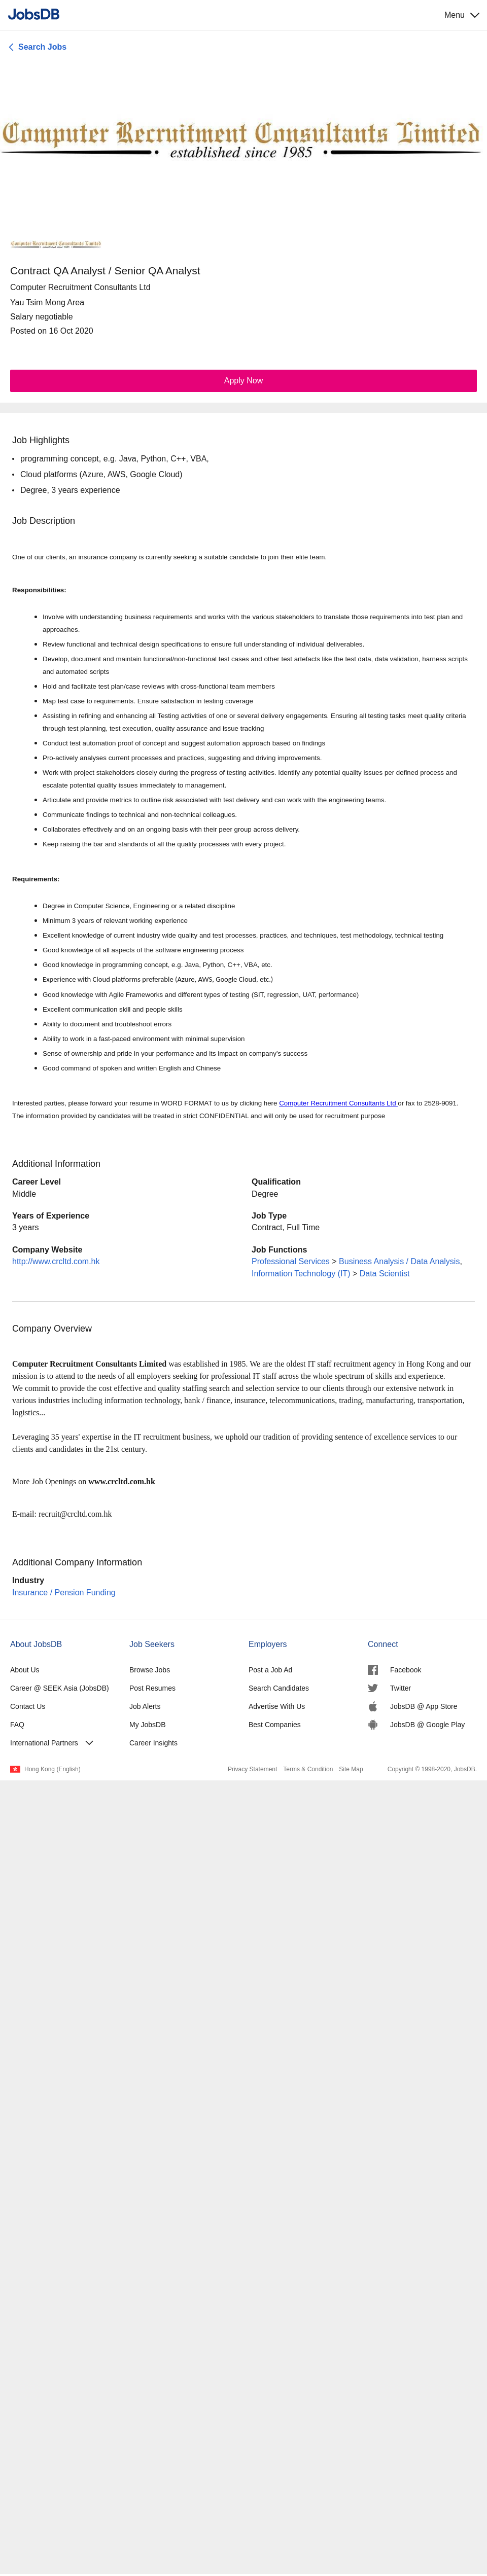 JobsDB
Menu
Search Jobs
Computer Recruitment Consultants Limited
established since 1985
Computer Recruitment Consultants Limited
Contract QA Analyst / Senior QA Analyst
Computer Recruitment Consultants Ltd
Yau Tsim Mong Area
Salary negotiable
Posted on 16 Oct 2020
Apply Now
Job Highlights
• programming concept, e.g. Java, Python, C++, VBA,
• Cloud platforms (Azure, AWS, Google Cloud)
• Degree, 3 years experience
Job Description
One of our clients, an insurance company is currently seeking a suitable candidate to join their elite team.
Responsibilities:
• Involve with understanding business requirements and works with the various stakeholders to translate those requirements into test plan and
approaches.
• Review functional and technical design specifications to ensure full understanding of individual deliverables.
• Develop, document and maintain functional/non-functional test cases and other test artefacts like the test data, data validation, harness scripts
and automated scripts
• Hold and facilitate test plan/case reviews with cross-functional team members
• Map test case to requirements. Ensure satisfaction in testing coverage
• Assisting in refining and enhancing all Testing activities of one or several delivery engagements. Ensuring all testing tasks meet quality criteria
through test planning, test execution, quality assurance and issue tracking
• Conduct test automation proof of concept and suggest automation approach based on findings
• Pro-actively analyses current processes and practices, suggesting and driving improvements.
• Work with project stakeholders closely during the progress of testing activities. Identify any potential quality issues per defined process and
escalate potential quality issues immediately to management.
• Articulate and provide metrics to outline risk associated with test delivery and can work with the engineering teams.
• Communicate findings to technical and non-technical colleagues.
• Collaborates effectively and on an ongoing basis with their peer group across delivery.
• Keep raising the bar and standards of all the quality processes with every project.
Requirements:
• Degree in Computer Science, Engineering or a related discipline
• Minimum 3 years of relevant working experience
• Excellent knowledge of current industry wide quality and test processes, practices, and techniques, test methodology, technical testing
• Good knowledge of all aspects of the software engineering process
• Good knowledge in programming concept, e.g. Java, Python, C++, VBA, etc.
• Experience with Cloud platforms preferable (Azure, AWS, Google Cloud, etc.)
• Good knowledge with Agile Frameworks and different types of testing (SIT, regression, UAT, performance)
• Excellent communication skill and people skills
• Ability to document and troubleshoot errors
• Ability to work in a fast-paced environment with minimal supervision
• Sense of ownership and pride in your performance and its impact on company's success
• Good command of spoken and written English and Chinese
Interested parties, please forward your resume in WORD FORMAT to us by clicking here Computer Recruitment Consultants Ltd or fax to 2528-9091.
The information provided by candidates will be treated in strict CONFIDENTIAL and will only be used for recruitment purpose
Additional Information
Career Level
Middle
Qualification
Degree
Years of Experience
3 years
Job Type
Contract, Full Time
Company Website
http://www.crcltd.com.hk
Job Functions
Professional Services > Business Analysis / Data Analysis,
Information Technology (IT) > Data Scientist
Company Overview
Computer Recruitment Consultants Limited was established in 1985. We are the oldest IT staff recruitment agency in Hong Kong and our
mission is to attend to the needs of all employers seeking for professional IT staff across the whole spectrum of skills and experience.
We commit to provide the cost effective and quality staffing search and selection service to our clients through our extensive network in
various industries including information technology, bank / finance, insurance, telecommunications, trading, manufacturing, transportation,
logistics...
Leveraging 35 years' expertise in the IT recruitment business, we uphold our tradition of providing sentence of excellence services to our
clients and candidates in the 21st century.
More Job Openings on www.crcltd.com.hk
E-mail: recruit@crcltd.com.hk
Additional Company Information
Industry
Insurance / Pension Funding
About JobsDB
About Us
Career @ SEEK Asia (JobsDB)
Contact Us
FAQ
International Partners
Job Seekers
Browse Jobs
Post Resumes
Job Alerts
My JobsDB
Career Insights
Employers
Post a Job Ad
Search Candidates
Advertise With Us
Best Companies
Connect
Facebook
Twitter
JobsDB @ App Store
JobsDB @ Google Play
Hong Kong (English)
Privacy Statement Terms & Condition Site Map Copyright © 1998-2020, JobsDB.